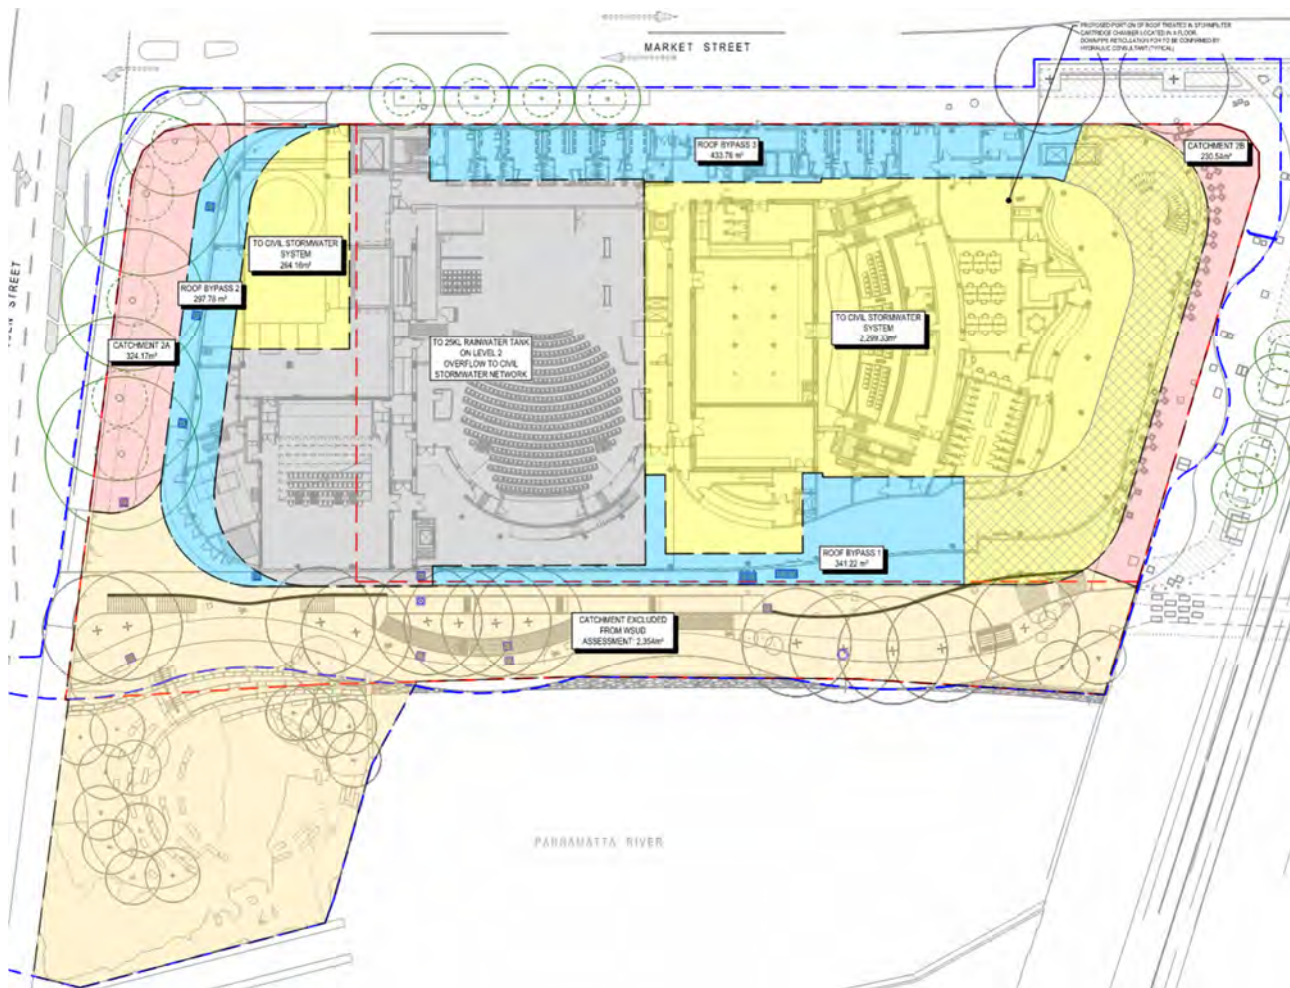 MARKET STREET
PROPOSED PORTION OF ROOF TREATED IN STORMFILTER
CARTRIDGE CHAMBER LOCATED IN
DOWNPIPE RETICULATION TO BE CONFIRMED BY
HYDRAULIC CONSULTANT (TYPICAL)
ROOF BYPASS 3
433.76 m²
CATCHMENT 2B
230.54m²
TO CIVIL STORMWATER
SYSTEM
264.16m²
ROOF BYPASS 2
297.78 m²
STREET
CATCHMENT 2A
324.17m²
TO 25KL RAINWATER TANK
ON LEVEL 2
OVERFLOW TO CIVIL
STORMWATER NETWORK
TO CIVIL STORMWATER
SYSTEM
2,299.33m²
ROOF BYPASS 1
341.22 m²
CATCHMENT EXCLUDED
FROM WSUD
ASSESSMENT: 2,354m²
PARRAMATTA RIVER